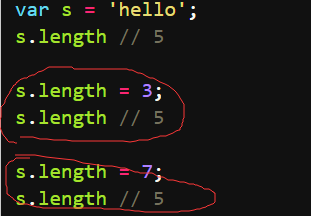 var s = 'hello';
s.length // 5
s.length = 3;
s.length // 5
s.length = 7;
s.length // 5